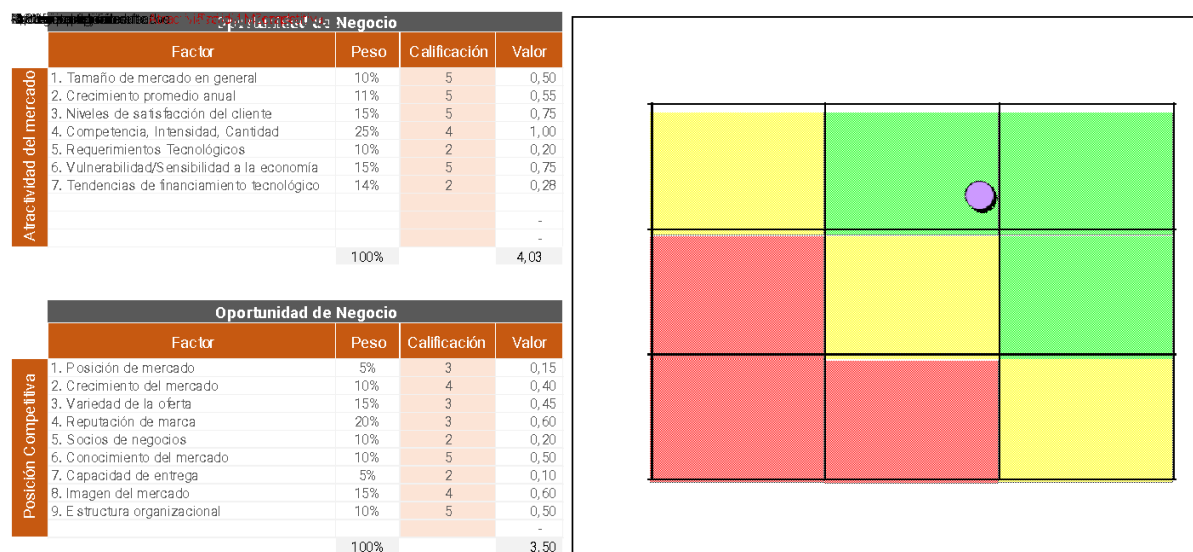 Oportunidad de Negocio
Factor Peso Calificación Valor
Atractividad del mercado
1. Tamaño de mercado en general 10% 5 0,50
2. Crecimiento promedio anual 11% 5 0,55
3. Niveles de satisfacción del cliente 15% 5 0,75
4. Competencia, Intensidad, Cantidad 25% 4 1,00
5. Requerimientos Tecnológicos 10% 2 0,20
6. Vulnerabilidad/Sensibilidad a la economía 15% 5 0,75
7. Tendencias de financiamiento tecnológico 14% 2 0,28
-
-
100% 4,03
Oportunidad de Negocio
Factor Peso Calificación Valor
Posición Competitiva
1. Posición de mercado 5% 3 0,15
2. Crecimiento del mercado 10% 4 0,40
3. Variedad de la oferta 15% 3 0,45
4. Reputación de marca 20% 3 0,60
5. Socios de negocios 10% 2 0,20
6. Conocimiento del mercado 10% 5 0,50
7. Capacidad de entrega 5% 2 0,10
8. Imagen del mercado 15% 4 0,60
9. Estructura organizacional 10% 5 0,50
-
100% 3,50